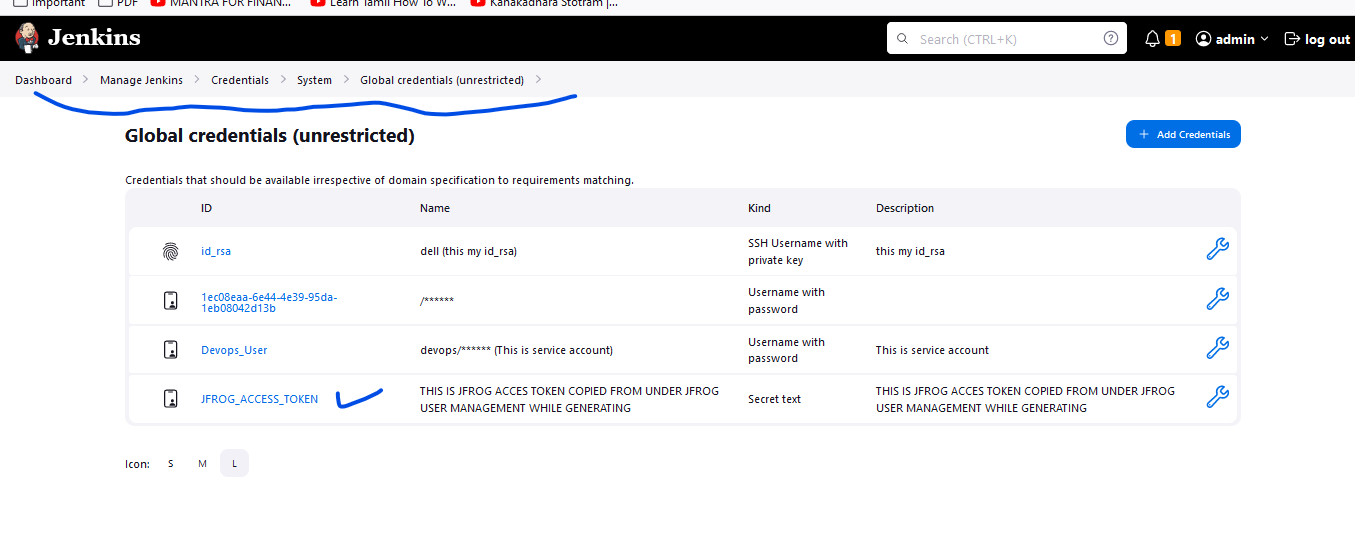 Important PDF MANTRA FOR FINAN... Learn Tamil How To W... Kanakadhara Stotram |...
Jenkins Search (CTRL+K) 1 admin log out
Dashboard Manage Jenkins Credentials System Global credentials (unrestricted)
Global credentials (unrestricted) + Add Credentials
Credentials that should be available irrespective of domain specification to requirements matching.
ID Name Kind Description
id_rsa dell (this my id_rsa) SSH Username with private key this my id_rsa
1ec08eaa-6e44-4e39-95da-1eb08042d13b /****** Username with password
Devops_User devops/****** (This is service account) Username with password This is service account
JFROG_ACCESS_TOKEN THIS IS JFROG ACCES TOKEN COPIED FROM UNDER JFROG USER MANAGEMENT WHILE GENERATING Secret text THIS IS JFROG ACCES TOKEN COPIED FROM UNDER JFROG USER MANAGEMENT WHILE GENERATING
Icon: S M L